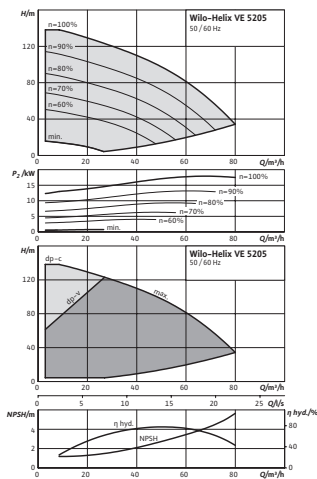 H/m
n=100%
Wilo-Helix VE 5205
50 / 60 Hz
n=90%
120
n=80%
80
n=70%
n=60%
40
min.
0
0 20 40 60 80 Q/m³/h
P₂/kW
n=100%
15
n=90%
10
n=80%
n=70%
5
n=60%
min.
0
0 20 40 60 80 Q/m³/h
H/m
dp-c
Wilo-Helix VE 5205
50 / 60 Hz
120
dp-v
max
80
40
0
0 20 40 60 80 Q/m³/h
0 5 10 15 20 25 Q/l/s
NPSH/m
η hyd./%
η hyd.
4
80
NPSH
2
40
0
0
0 20 40 60 80 Q/m³/h